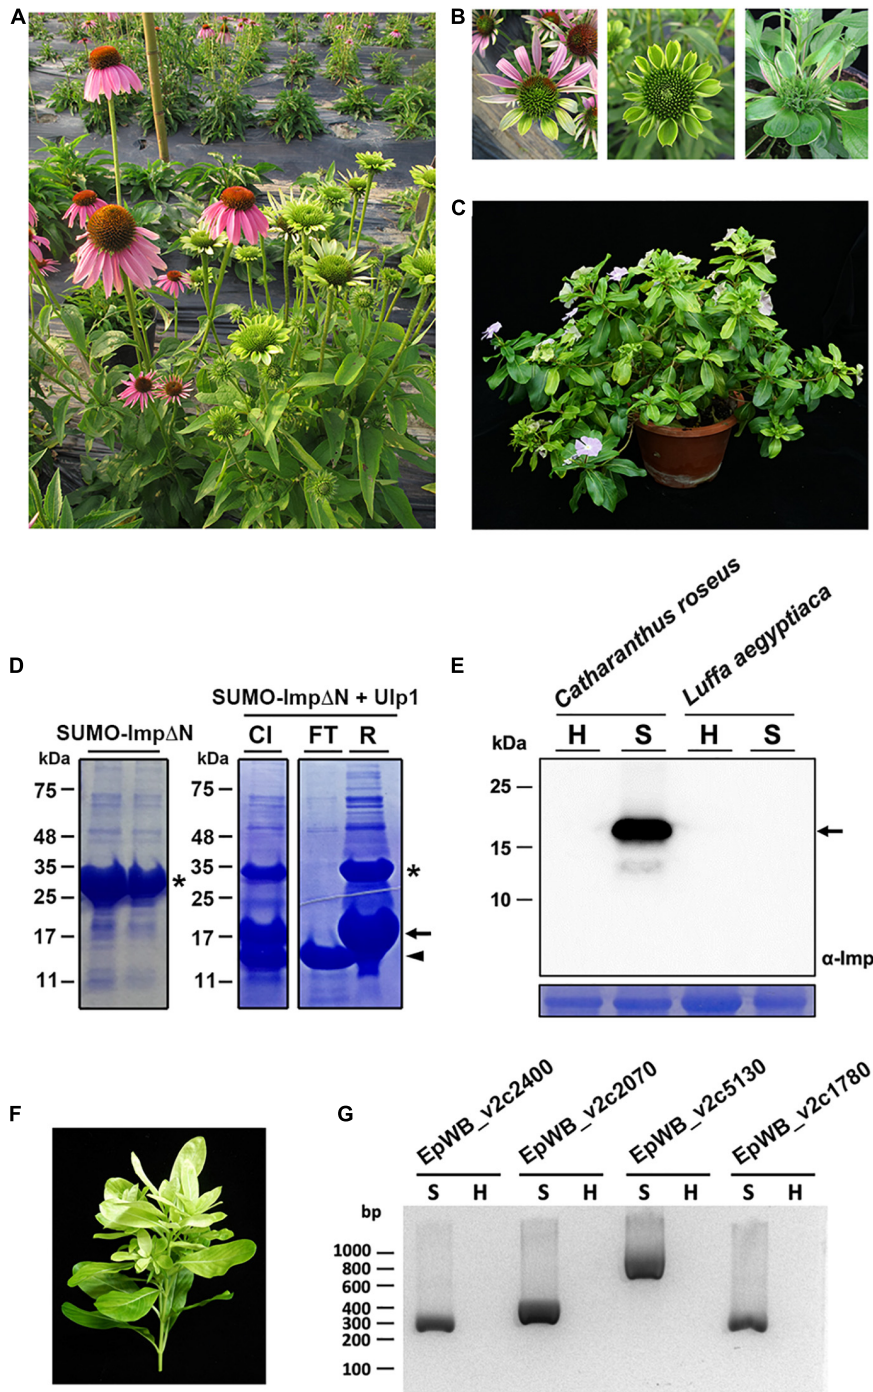 A
B
C
D
SUMO-Imp∆N
SUMO-Imp∆N + Ulp1
CI FT R
kDa
75
48
35
25
17
11
*
kDa
75
48
35
25
17
11
*
E
Catharanthus roseus
Luffa aegyptiaca
H S H S
kDa
25
15
10
α-Imp
F
G
EpWB_v2c2400
EpWB_v2c2070
EpWB_v2c5130
EpWB_v2c1780
S H S H S H S H
bp
1000
800
600
400
300
200
100